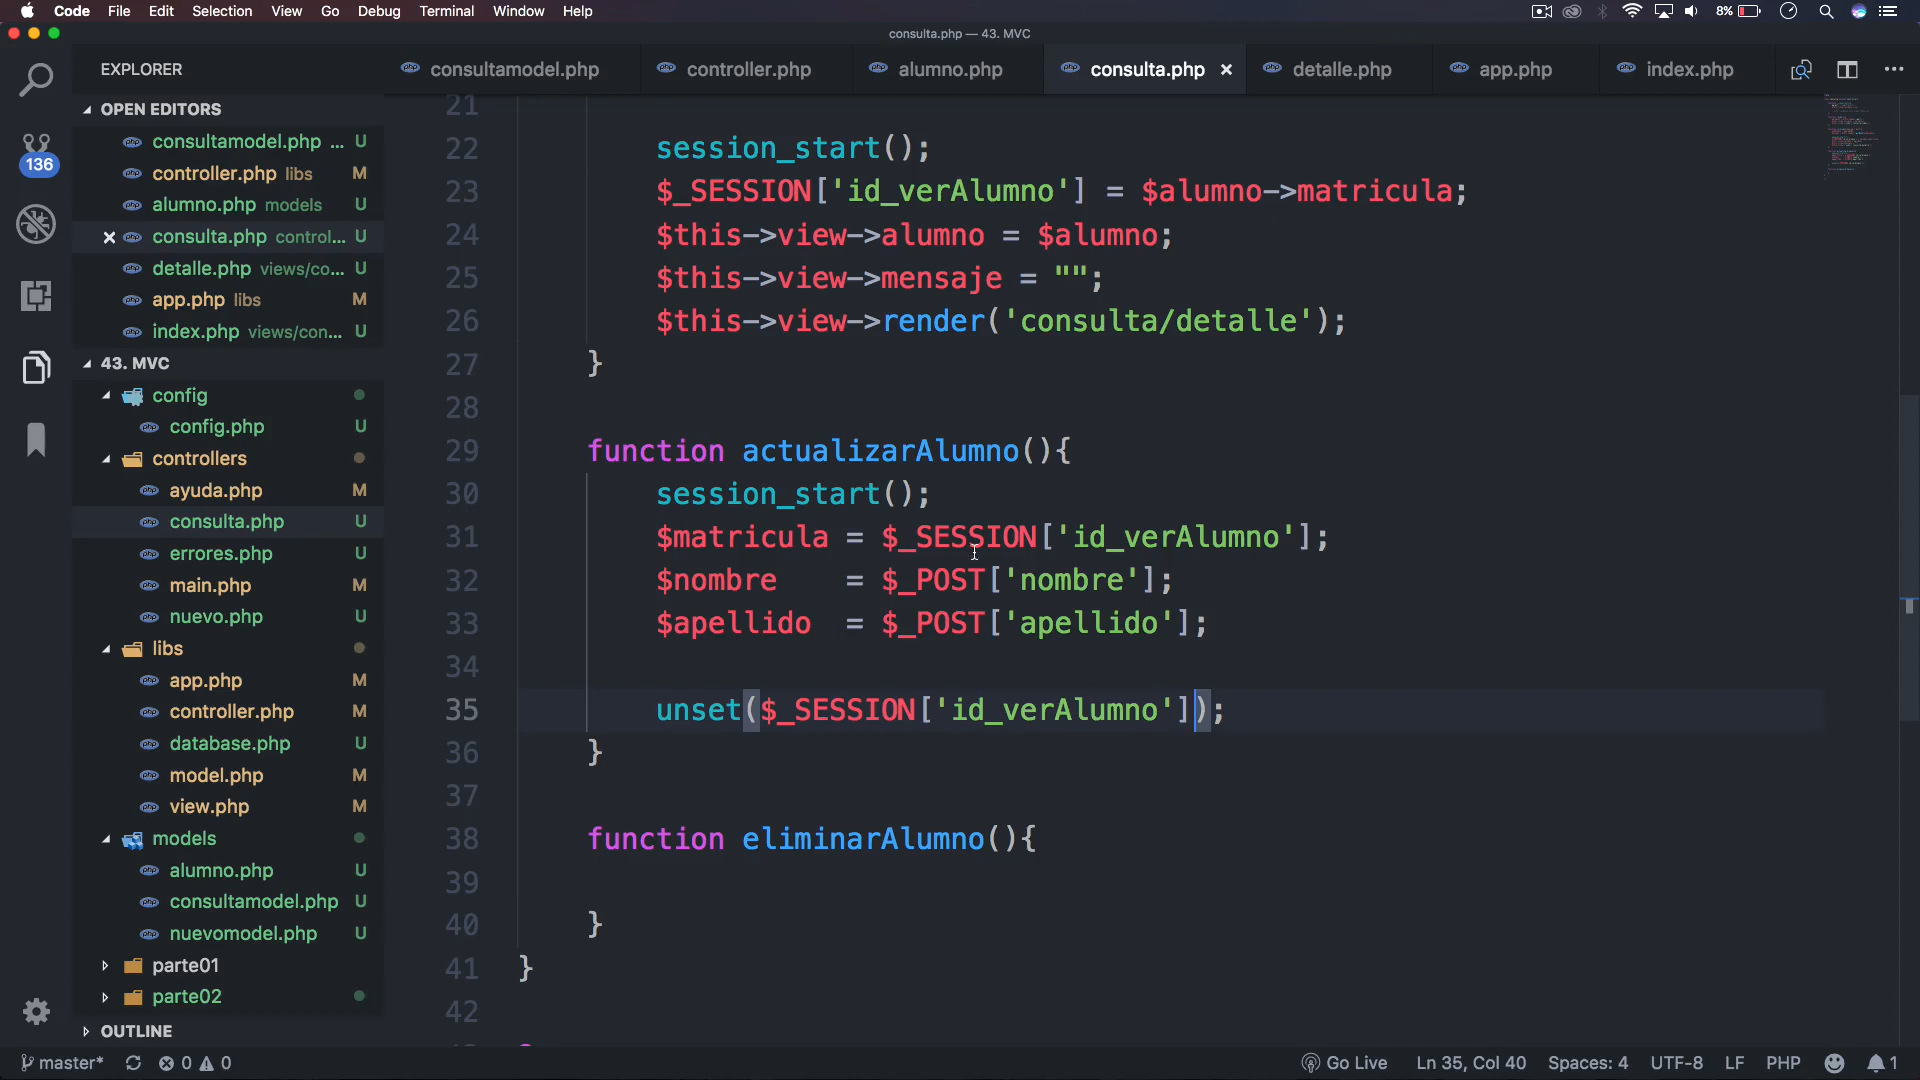 Code File Edit Selection View Go Debug Terminal Window Help 8%
consulta.php — 43. MVC
EXPLORER
consultamodel.php controller.php alumno.php consulta.php × detalle.php app.php index.php
OPEN EDITORS
consultamodel.php ... U
controller.php libs M
alumno.php models U
consulta.php control... U
detalle.php views/co... U
app.php libs M
index.php views/con... U
136
43. MVC
config
config.php U
controllers
ayuda.php M
consulta.php U
errores.php U
main.php M
nuevo.php U
libs
app.php M
controller.php M
database.php U
model.php M
view.php M
models
alumno.php U
consultamodel.php U
nuevomodel.php U
parte01
parte02
OUTLINE
21
22 session_start();
23 $_SESSION['id_verAlumno'] = $alumno->matricula;
24 $this->view->alumno = $alumno;
25 $this->view->mensaje = "";
26 $this->view->render('consulta/detalle');
27 }
28
29 function actualizarAlumno(){
30 session_start();
31 $matricula = $_SESSION['id_verAlumno'];
32 $nombre    = $_POST['nombre'];
33 $apellido  = $_POST['apellido'];
34
35 unset($_SESSION['id_verAlumno']);
36 }
37
38 function eliminarAlumno(){
39
40 }
41 }
42
master* 0 0 Go Live Ln 35, Col 40 Spaces: 4 UTF-8 LF PHP 1